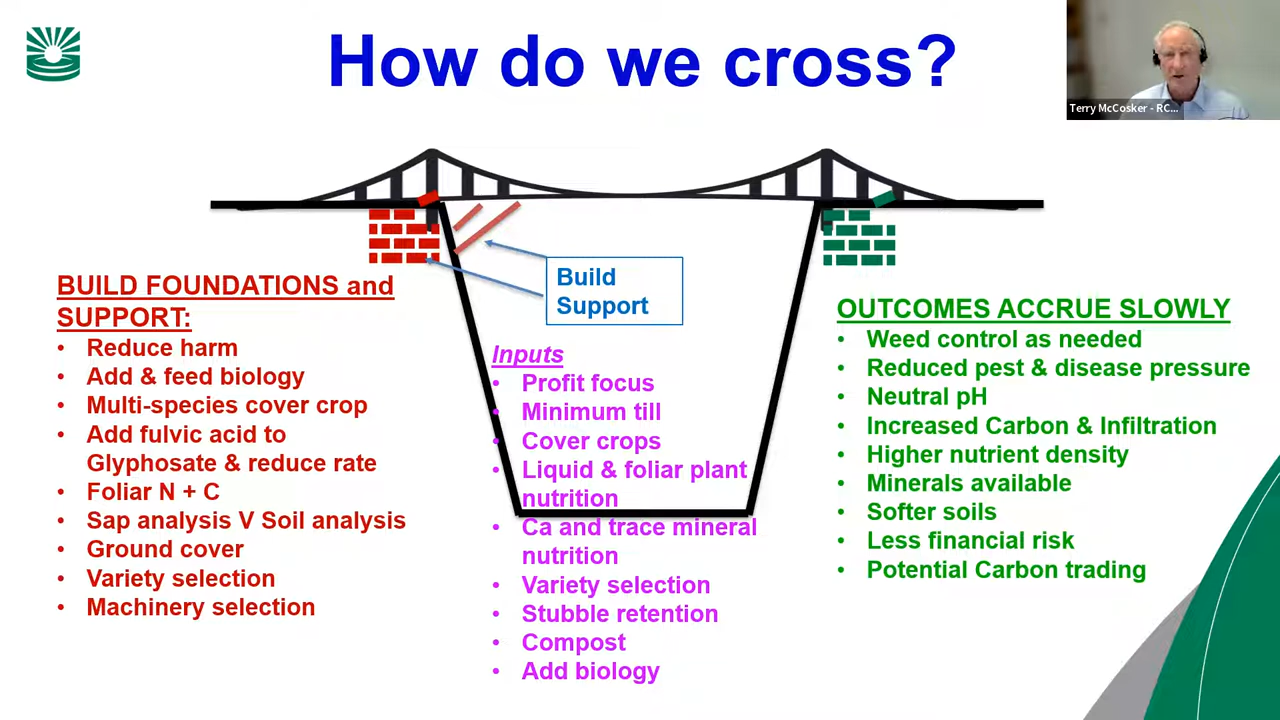 How do we cross?
Terry McCosker - RC...
Build
Support
BUILD FOUNDATIONS and
SUPPORT:
• Reduce harm
• Add & feed biology
• Multi-species cover crop
• Add fulvic acid to
Glyphosate & reduce rate
• Foliar N + C
• Sap analysis V Soil analysis
• Ground cover
• Variety selection
• Machinery selection
Inputs
• Profit focus
• Minimum till
• Cover crops
• Liquid & foliar plant
nutrition
• Ca and trace mineral
nutrition
• Variety selection
• Stubble retention
• Compost
• Add biology
OUTCOMES ACCRUE SLOWLY
• Weed control as needed
• Reduced pest & disease pressure
• Neutral pH
• Increased Carbon & Infiltration
• Higher nutrient density
• Minerals available
• Softer soils
• Less financial risk
• Potential Carbon trading